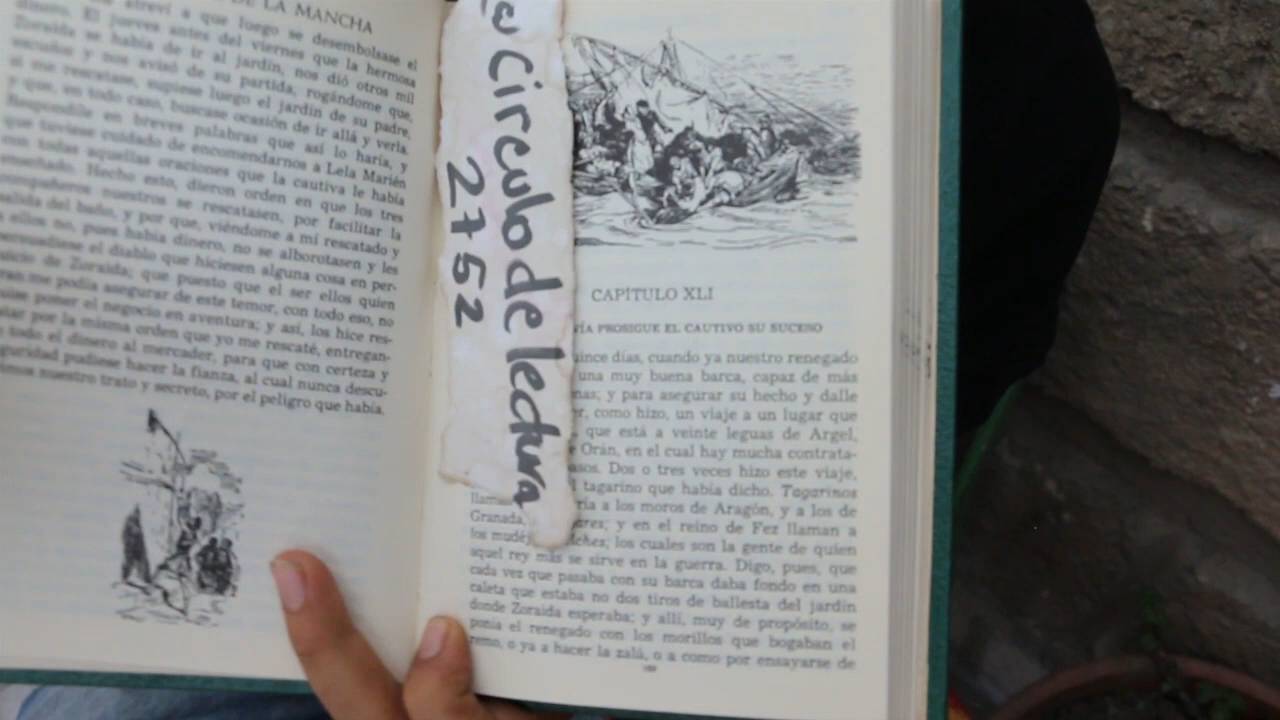 DE LA MANCHA
atreví a que luego se desembolsase el
dinero. El jueves antes del viernes que la hermosa
Zoraida se había de ir al jardín, nos dió otros mil
escudos y nos avisó de su partida, rogándome que,
si me rescatase, supiese luego el jardín de su padre,
y que, en todo caso, buscase ocasión de ir allá y verla.
Respondíle en breves palabras que así lo haría, y
que tuviese cuidado de encomendarnos a Lela Marién
con todas aquellas oraciones que la cautiva le había
enseñado. Hecho esto, dieron orden en que los tres
compañeros nuestros se rescatasen, por facilitar la
salida del baño, y por que, viéndome a mí rescatado y
a ellos no, pues había dinero, no se alborotasen y les
persuadiese el diablo que hiciesen alguna cosa en per-
juicio de Zoraida; que puesto que el ser ellos quien
eran me podía asegurar de este temor, con todo eso, no
quise poner el negocio en aventura; y así, los hice res-
catar por la misma orden que yo me rescaté, entregan-
do todo el dinero al mercader, para que con certeza y
seguridad pudiese hacer la fianza, al cual nunca descu-
brimos nuestro trato y secreto, por el peligro que había.
Circulo de lectura
2752
CAPÍTULO XLI
PROSIGUE EL CAUTIVO SU SUCESO
quince días, cuando ya nuestro renegado
una muy buena barca, capaz de más
nas; y para asegurar su hecho y dalle
r, como hizo, un viaje a un lugar que
que está a veinte leguas de Argel,
Orán, en el cual hay mucha contrata-
asos. Dos o tres veces hizo este viaje,
tagarino que había dicho. Tagarinos
llama ría a los moros de Aragón, y a los de
Granada, ares; y en el reino de Fez llaman a
los mudéj lches; los cuales son la gente de quien
aquel rey más se sirve en la guerra. Digo, pues, que
cada vez que pasaba con su barca daba fondo en una
caleta que estaba no dos tiros de ballesta del jardín
donde Zoraida esperaba; y allí, muy de propósito, se
ponía el renegado con los morillos que bogaban el
remo, o ya a hacer la zalá, o a como por ensayarse de